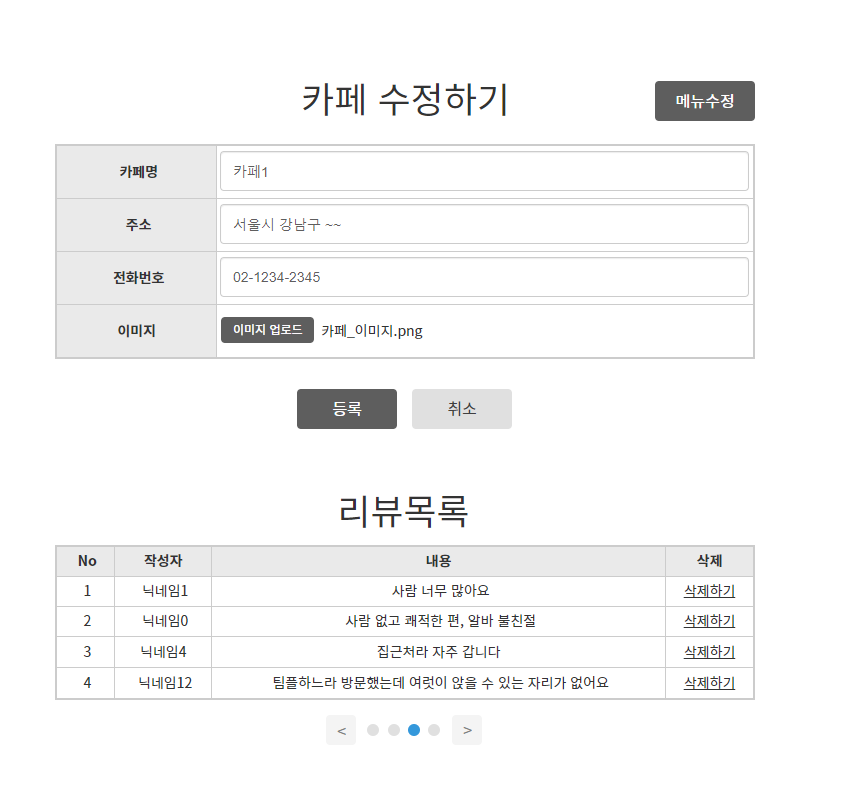 카페 수정하기
메뉴수정
카페명 카페1
주소 서울시 강남구 ~~
전화번호 02-1234-2345
이미지 이미지 업로드 카페_이미지.png
등록 취소
리뷰목록
No 작성자 내용 삭제
1 닉네임1 사람 너무 많아요 삭제하기
2 닉네임0 사람 없고 쾌적한 편, 알바 불친절 삭제하기
3 닉네임4 집근처라 자주 갑니다 삭제하기
4 닉네임12 팀플하느라 방문했는데 여럿이 앉을 수 있는 자리가 없어요 삭제하기
< >